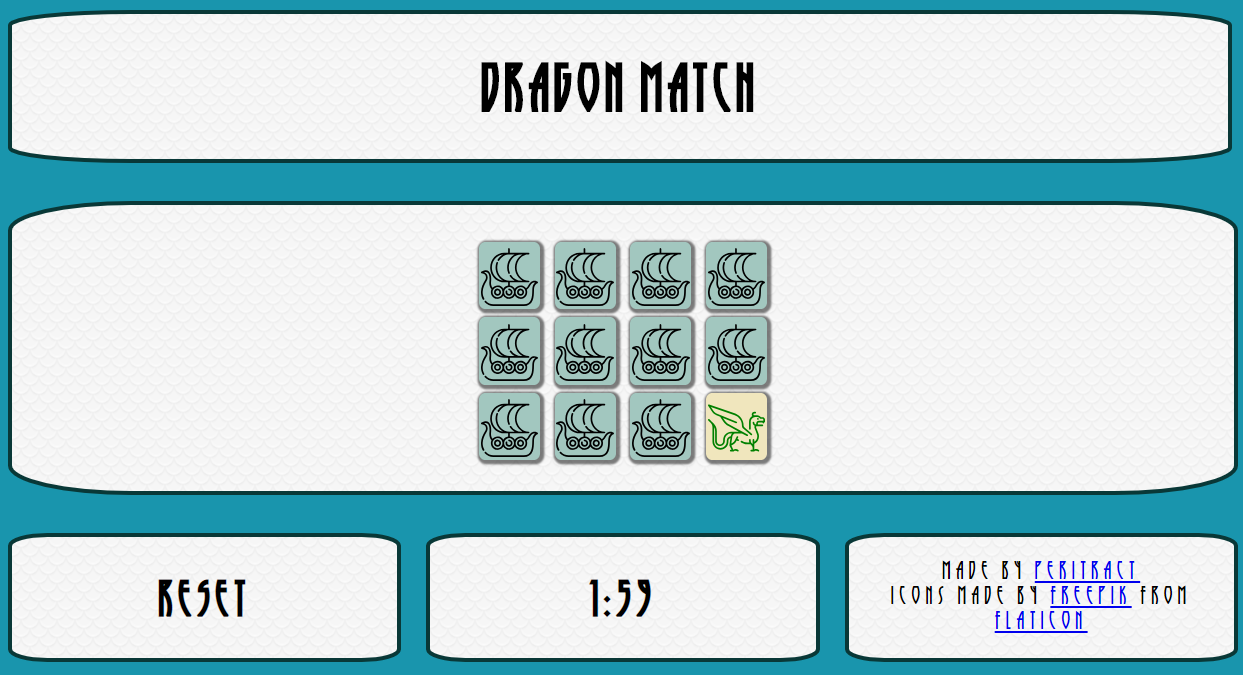 DRAGON MATCH
RESET
1:59
MADE BY PERITRACT
ICONS MADE BY FREEPIK FROM
FLATICON